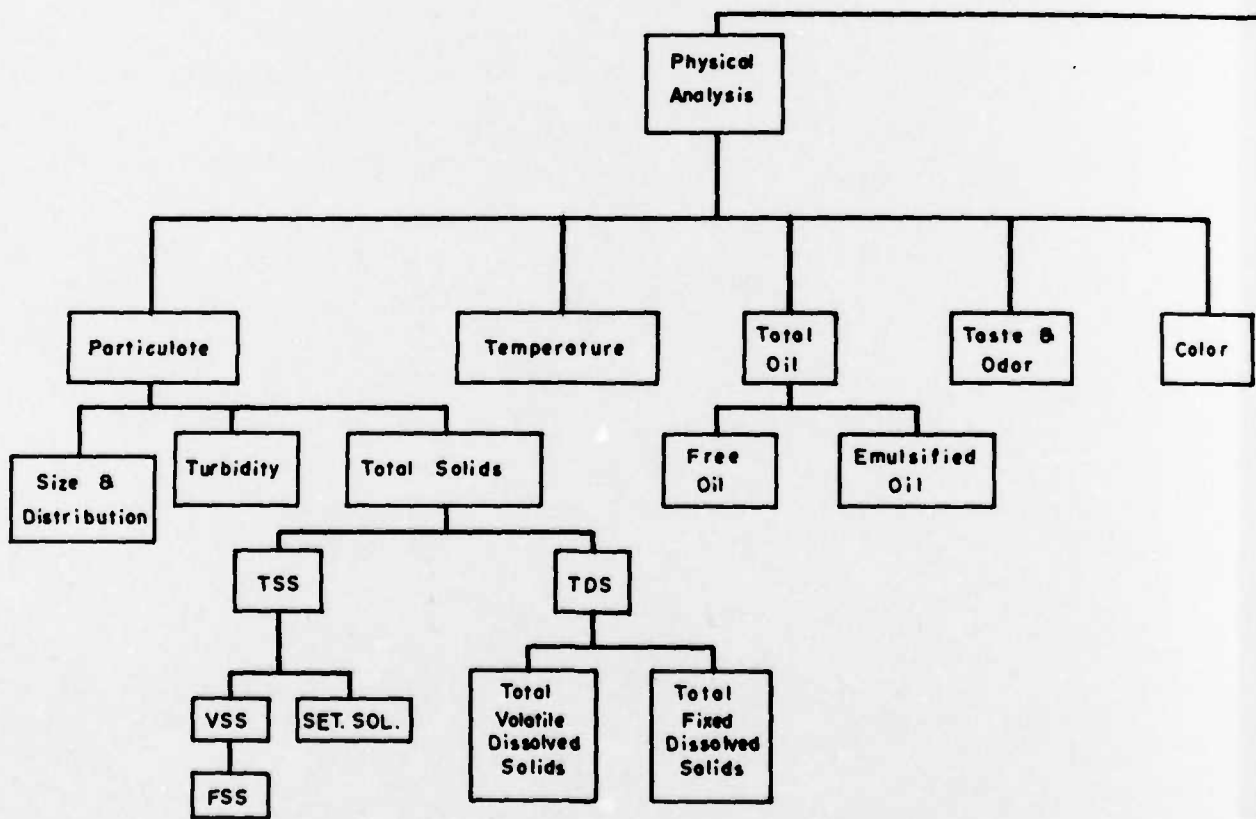 Physical
Analysis
Particulate
Temperature
Total
Oil
Taste &
Odor
Color
Size &
Distribution
Turbidity
Total Solids
Free
Oil
Emulsified
Oil
TSS
TDS
VSS
SET. SOL.
Total
Volatile
Dissolved
Solids
Total
Fixed
Dissolved
Solids
FSS